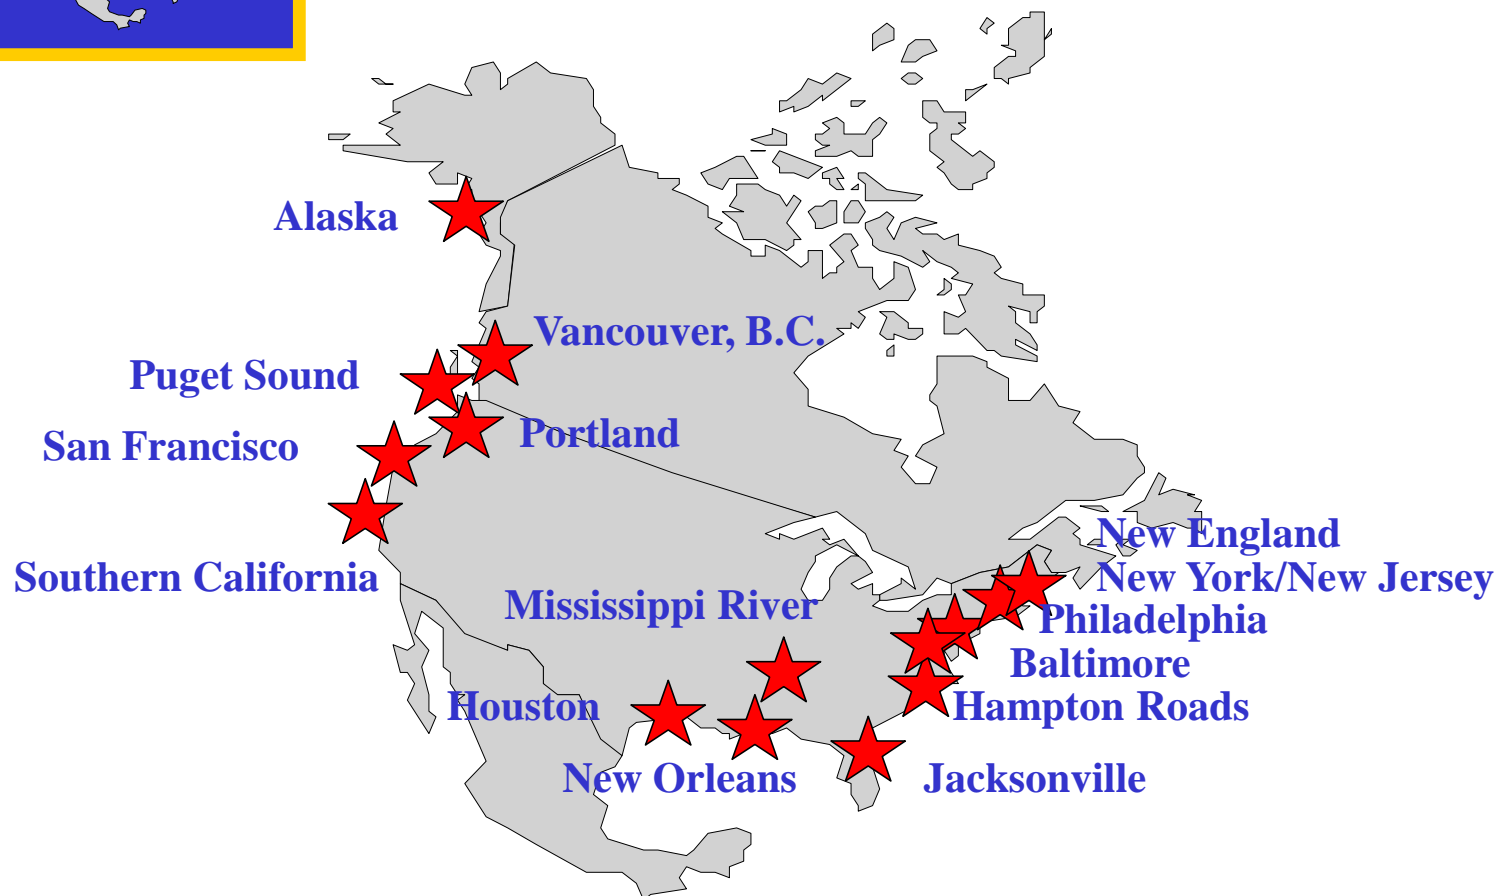 Alaska
Vancouver, B.C.
Puget Sound
Portland
San Francisco
New England
Southern California
New York/New Jersey
Mississippi River
Philadelphia
Baltimore
Houston
Hampton Roads
New Orleans
Jacksonville